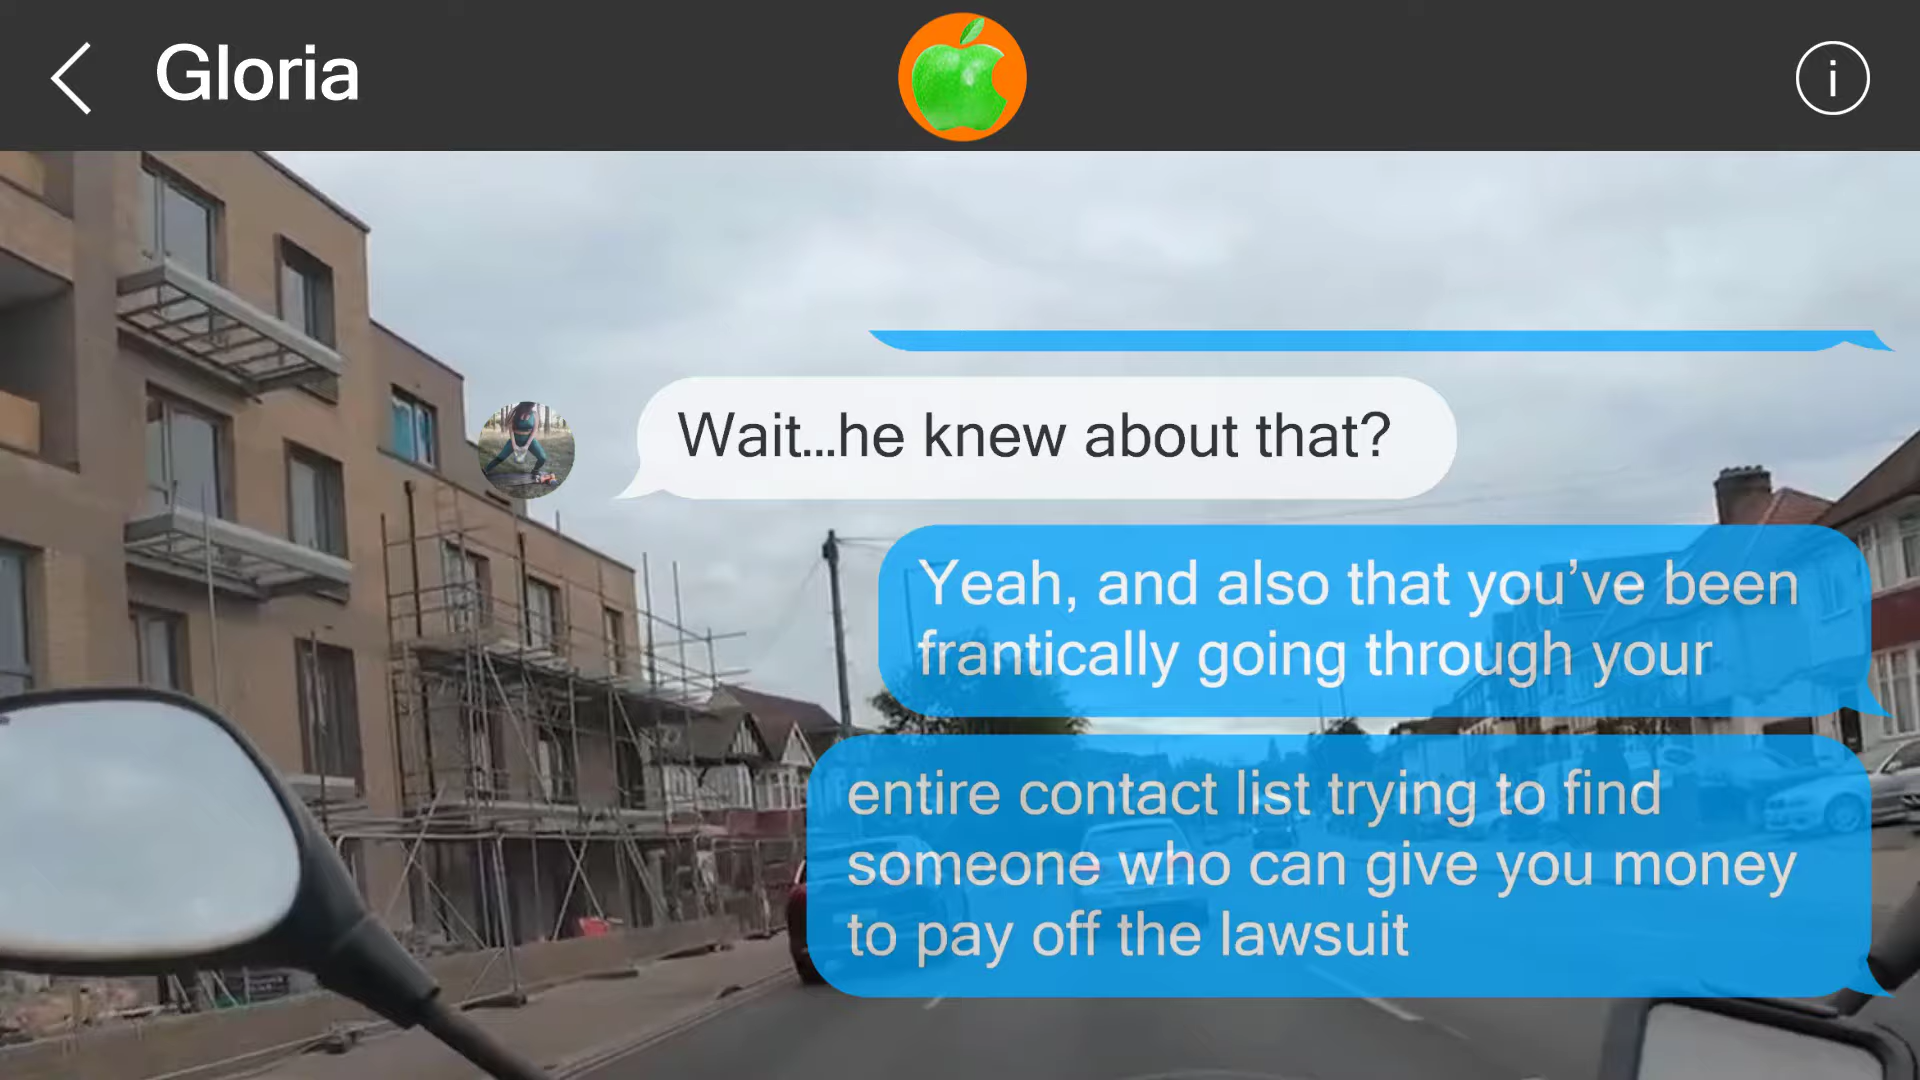 Gloria
i
Wait...he knew about that?
Yeah, and also that you’ve been
frantically going through your
entire contact list trying to find
someone who can give you money
to pay off the lawsuit